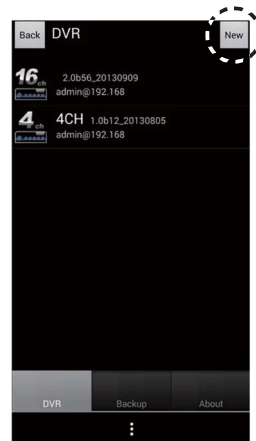 Back DVR New
16ch 2.0b56_20130909
admin@192.168
4ch 4CH 1.0b12_20130805
admin@192.168
DVR Backup About